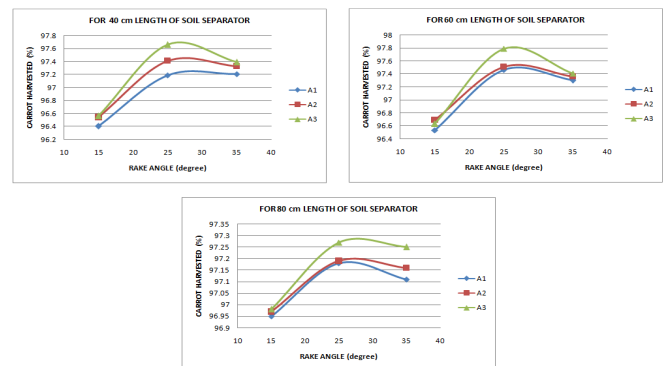 FOR 40 cm LENGTH OF SOIL SEPARATOR
CARROT HARVESTED (%)
97.8
97.6
97.4
97.2
97
96.8
96.6
96.4
96.2
10 15 20 25 30 35 40
RAKE ANGLE (degree)
A1
A2
A3
FOR 60 cm LENGTH OF SOIL SEPARATOR
CARROT HARVESTED (%)
98
97.8
97.6
97.4
97.2
97
96.8
96.6
96.4
10 15 20 25 30 35 40
RAKE ANGLE (degree)
A1
A2
A3
FOR 80 cm LENGTH OF SOIL SEPARATOR
CARROT HARVESTED (%)
97.35
97.3
97.25
97.2
97.15
97.1
97.05
97
96.95
96.9
10 15 20 25 30 35 40
RAKE ANGLE (degree)
A1
A2
A3